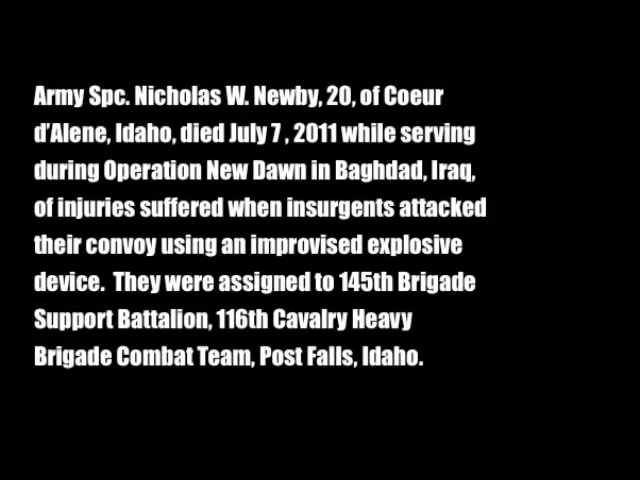 Army Spc. Nicholas W. Newby, 20, of Coeur
d’Alene, Idaho, died July 7 , 2011 while serving
during Operation New Dawn in Baghdad, Iraq,
of injuries suffered when insurgents attacked
their convoy using an improvised explosive
device.  They were assigned to 145th Brigade
Support Battalion, 116th Cavalry Heavy
Brigade Combat Team, Post Falls, Idaho.